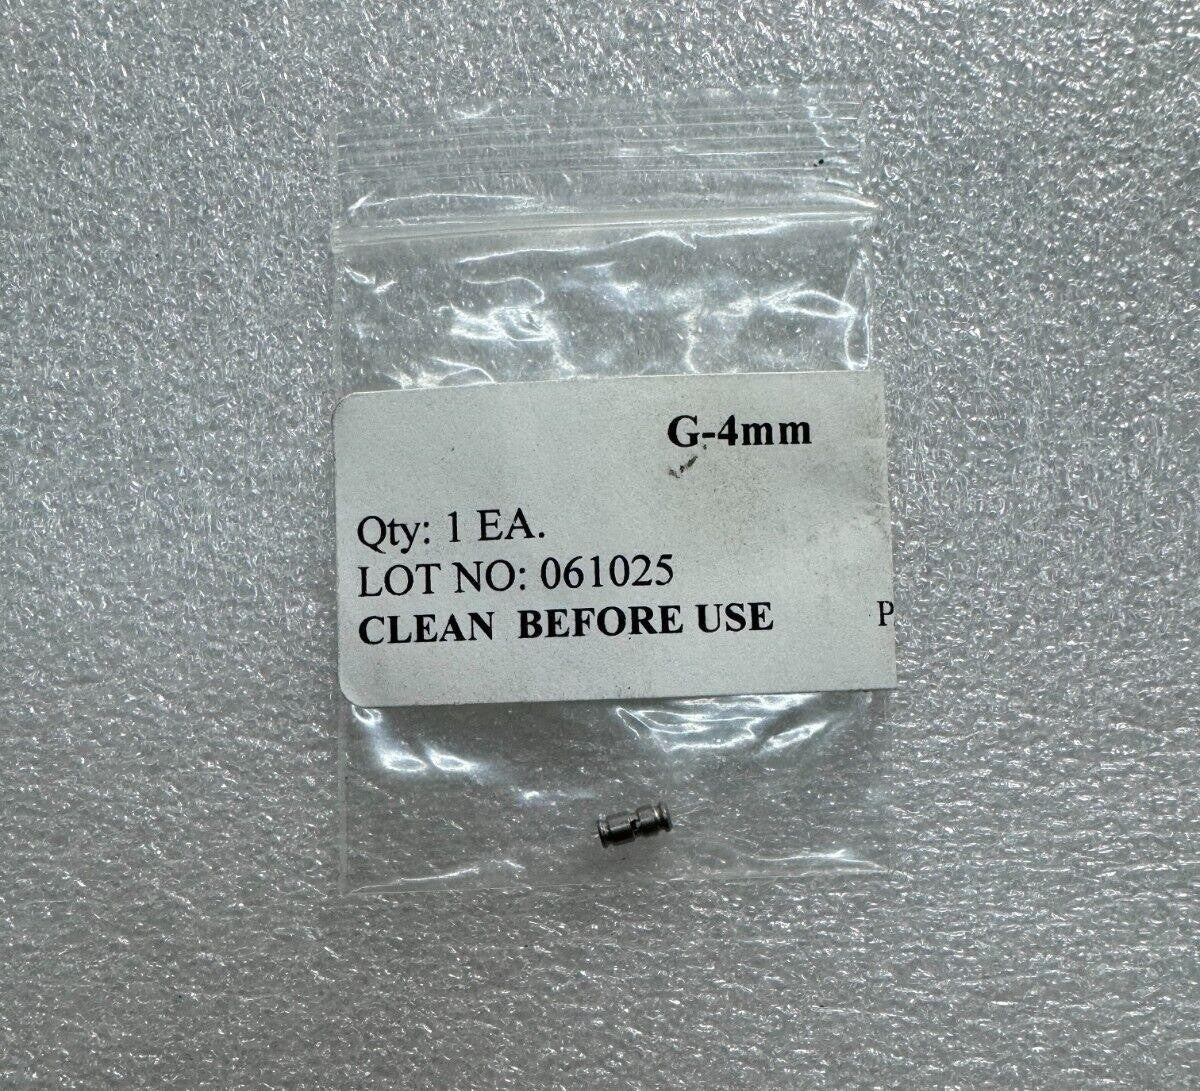 G-4mm
Qty: 1 EA.
LOT NO: 061025
CLEAN BEFORE USE P